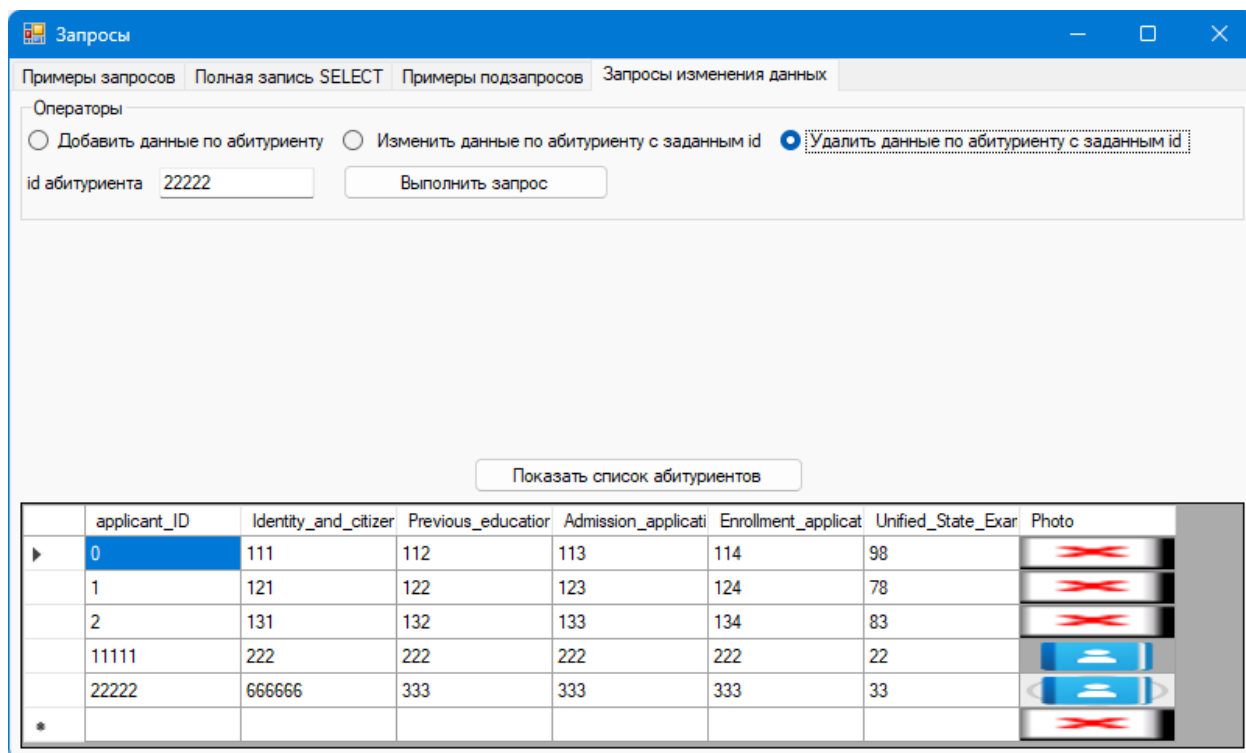 Запросы
Примеры запросов Полная запись SELECT Примеры подзапросов Запросы изменения данных
Операторы
Добавить данные по абитуриенту Изменить данные по абитуриенту с заданным id Удалить данные по абитуриенту с заданным id
id абитуриента 22222 Выполнить запрос
Показать список абитуриентов
applicant_ID Identity_and_citizer Previous_educatior Admission_applicati Enrollment_applicat Unified_State_Exar Photo
0 111 112 113 114 98
1 121 122 123 124 78
2 131 132 133 134 83
11111 222 222 222 222 22
22222 666666 333 333 333 33